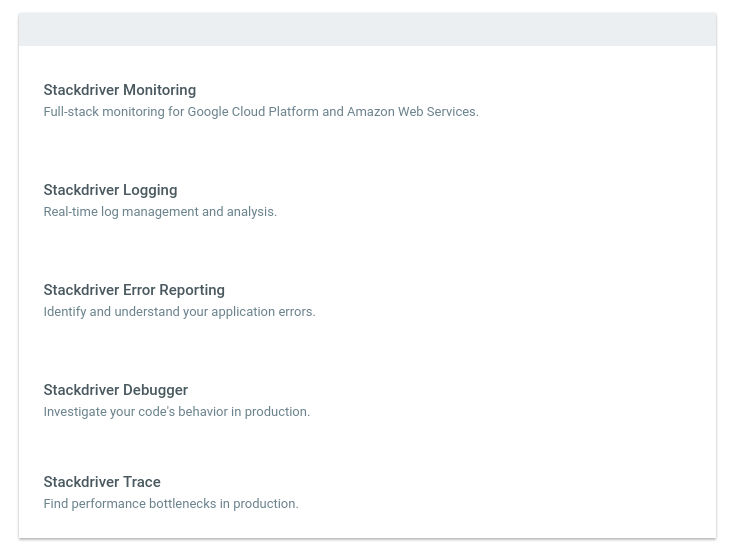 Stackdriver Monitoring
Full-stack monitoring for Google Cloud Platform and Amazon Web Services.
Stackdriver Logging
Real-time log management and analysis.
Stackdriver Error Reporting
Identify and understand your application errors.
Stackdriver Debugger
Investigate your code's behavior in production.
Stackdriver Trace
Find performance bottlenecks in production.